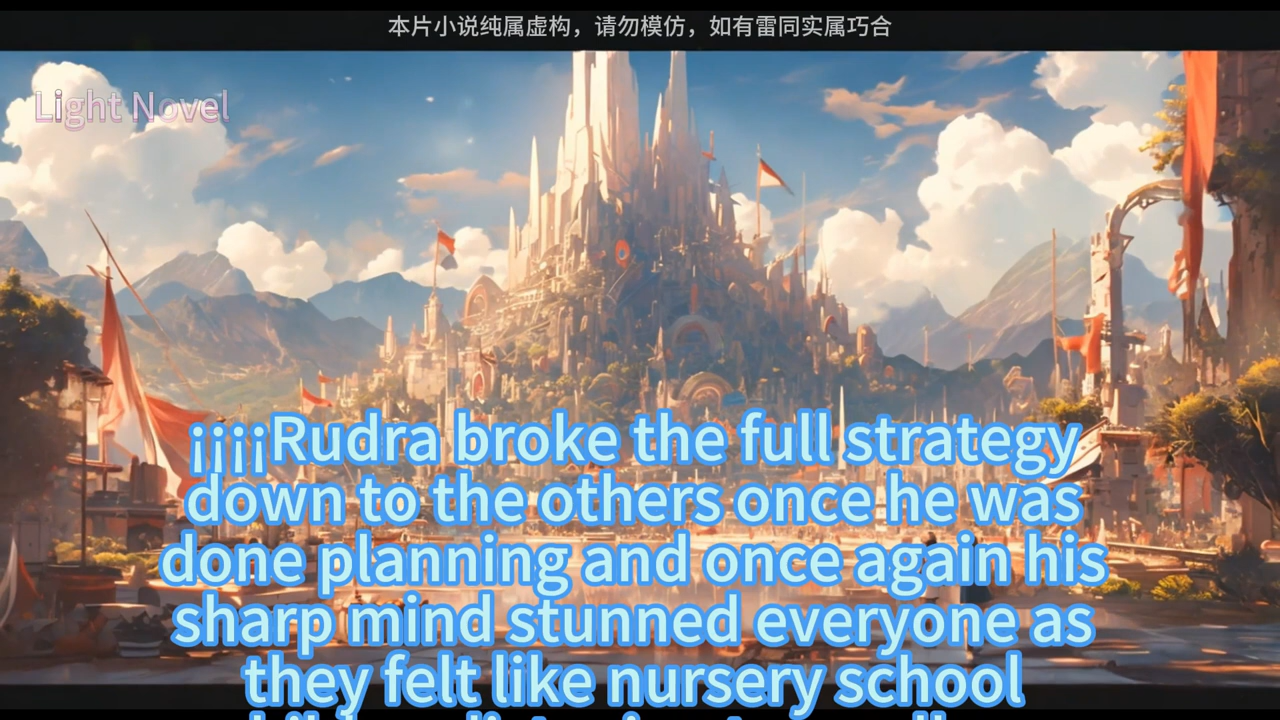 本片小说纯属虚构，请勿模仿，如有雷同实属巧合
Light Novel
¡¡¡¡Rudra broke the full strategy
down to the others once he was
done planning and once again his
sharp mind stunned everyone as
they felt like nursery school